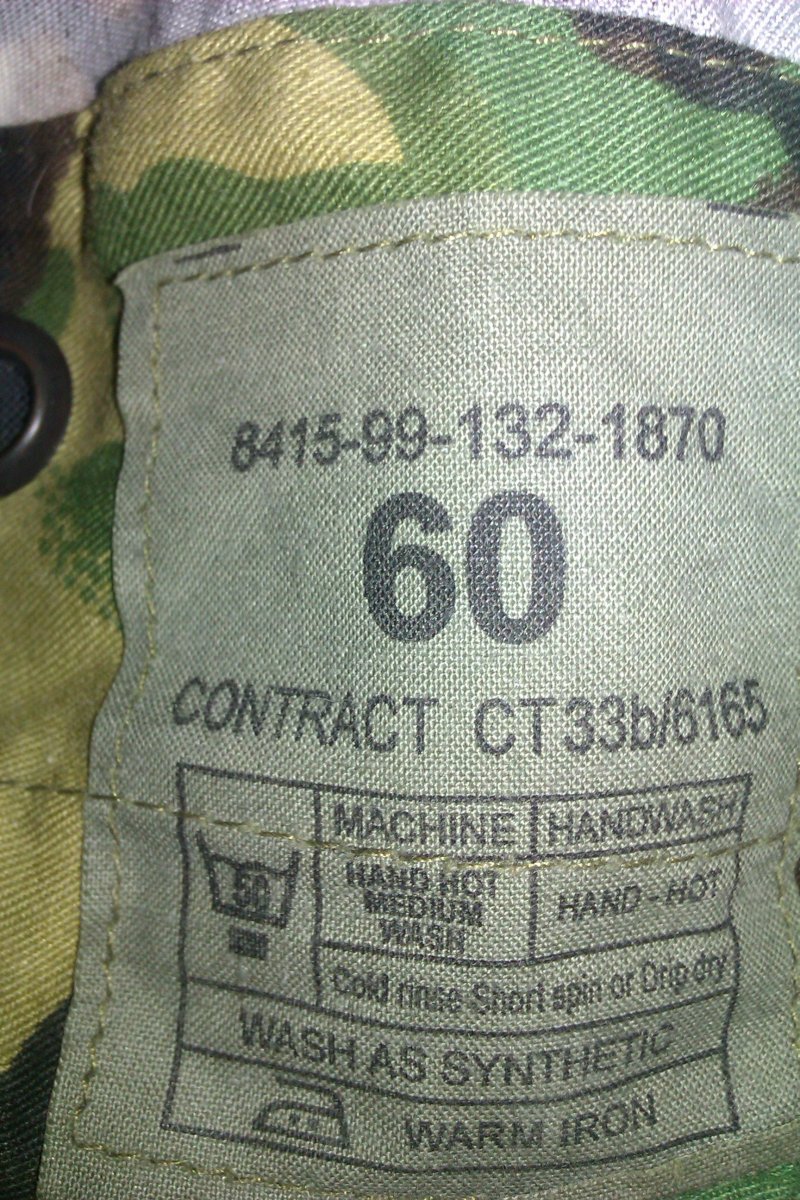 8415-99-132-1870
60
CONTRACT CT33b/6165
MACHINE HANDWASH
50
HAND HOT
MEDIUM
WASH
HAND-HOT
cold rinse Short spin or Drip dry
WASH AS SYNTHETIC
WARM IRON